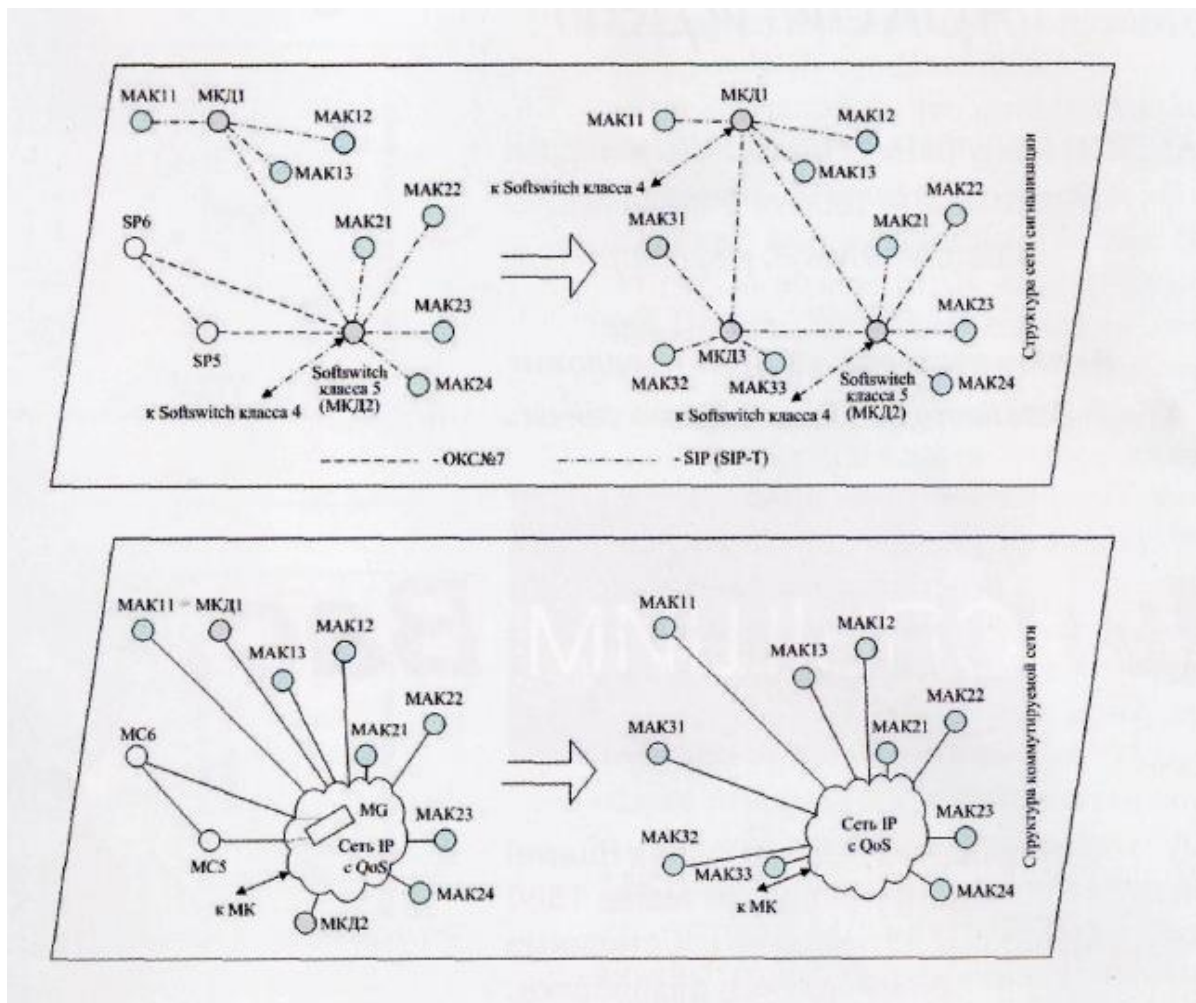 МАК11
МКД1
МАК12
МАК13
МАК22
SP6
МАК21
МАК23
SP5
Softswitch
класса 5
(МКД2)
МАК24
к Softswitch класса 4
МКД1
МАК11
МАК12
МАК13
к Softswitch класса 4
МАК22
МАК31
МАК21
МАК23
МКД3
МАК32
МАК33
Softswitch
класса 5
(МКД2)
МАК24
к Softswitch класса 4
ОКС№7
SIP (SIP-T)
Структура сети сигнализации
МАК11
МКД1
МАК12
МАК13
МАК22
МС6
МАК21
MG
МАК23
Сеть IP
с QoS
МС5
МАК24
к МК
МКД2
МАК11
МАК12
МАК13
МАК22
МАК31
МАК21
МАК23
Сеть IP
с QoS
МАК32
МАК33
МАК24
к МК
Структура коммутируемой сети